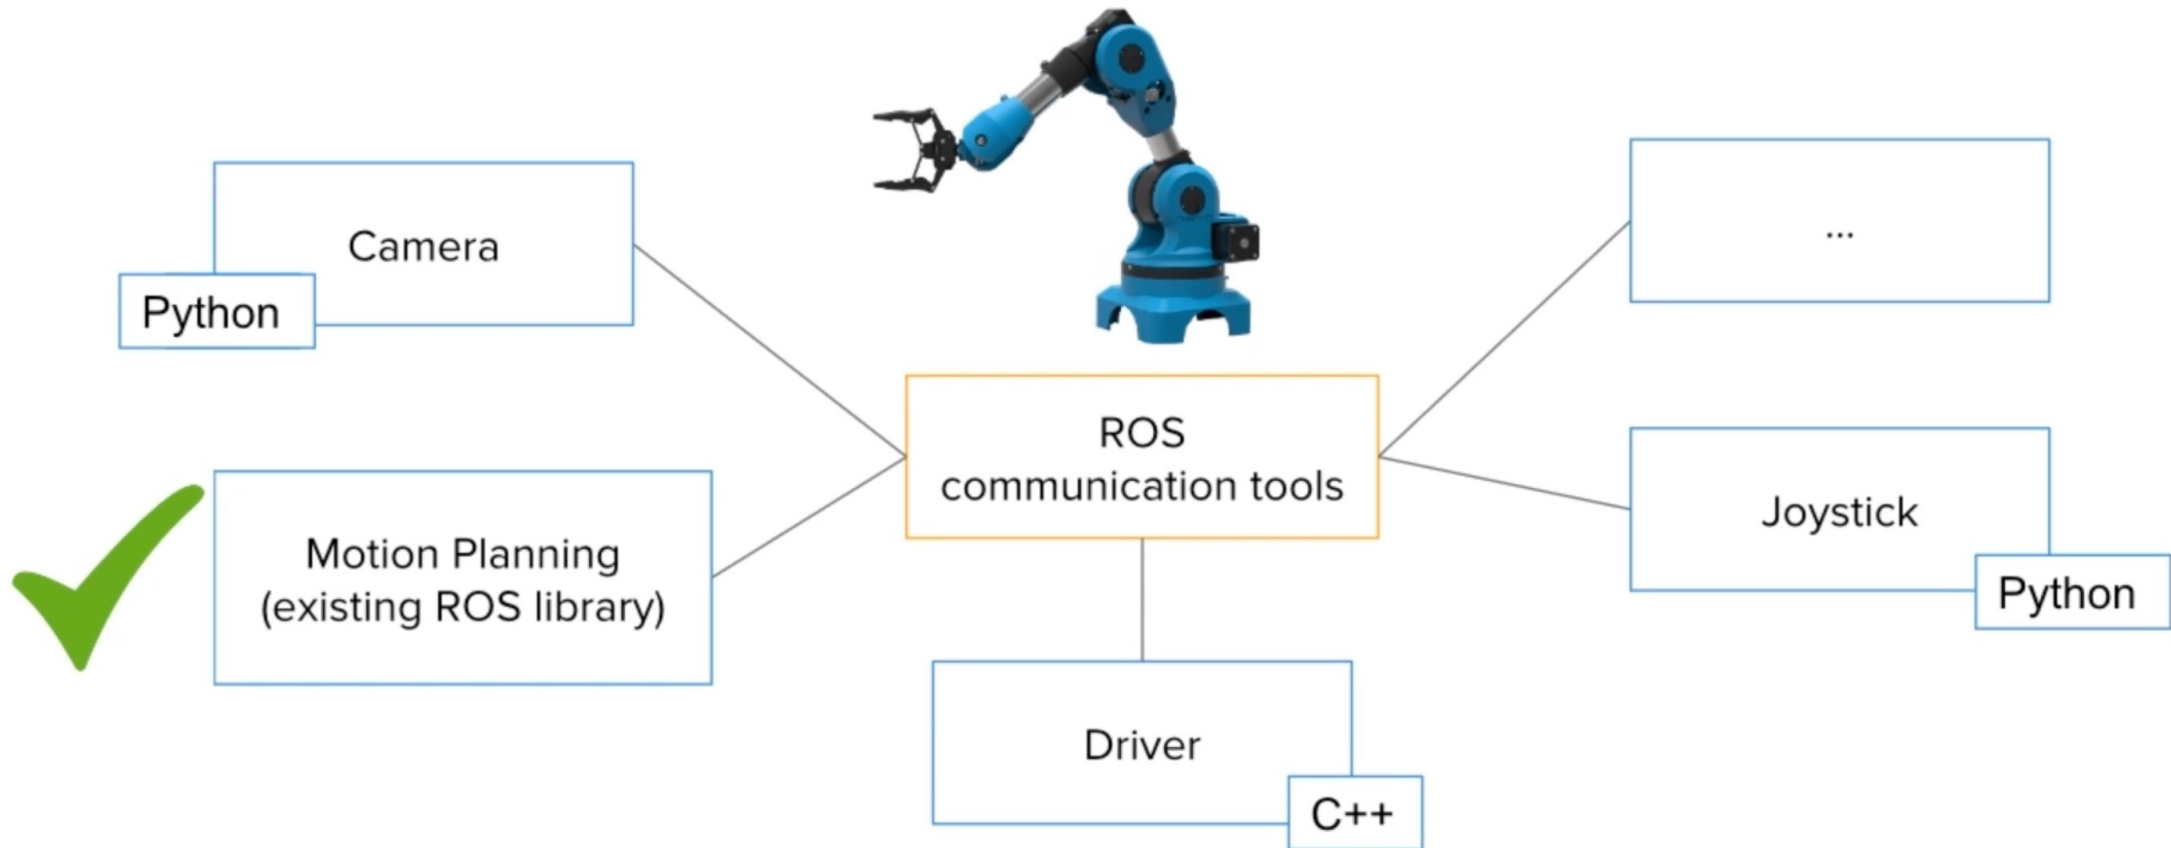 Camera
Python
Motion Planning
(existing ROS library)
ROS
communication tools
Driver
C++
...
Joystick
Python